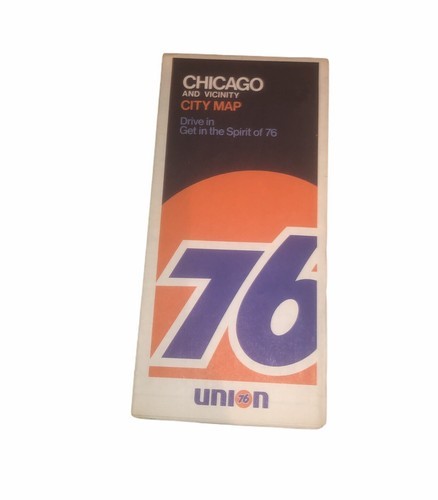 CHICAGO
AND VICINITY
CITY MAP
Drive in
Get in the Spirit of 76
76
union 76